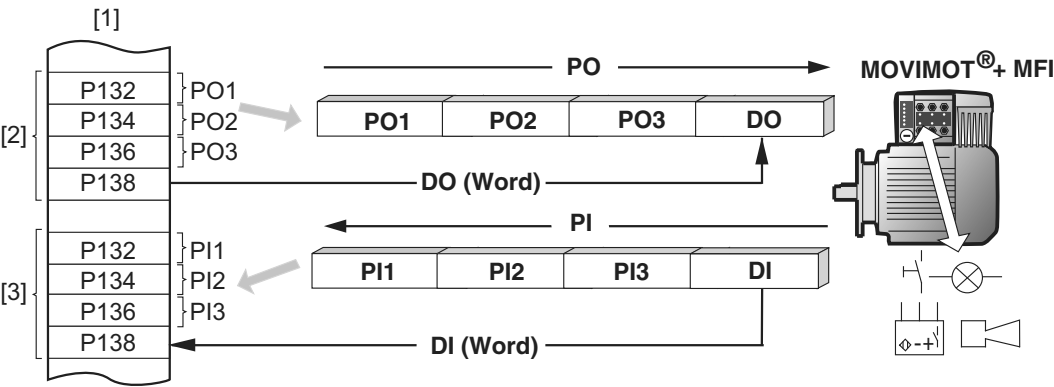 [1]
PO
MOVIMOT®+ MFI
P132 PO1
P134 PO2
P136 PO3
P138
[2]
PO1 PO2 PO3 DO
DO (Word)
PI
P132 PI1
P134 PI2
P136 PI3
P138
[3]
PI1 PI2 PI3 DI
DI (Word)